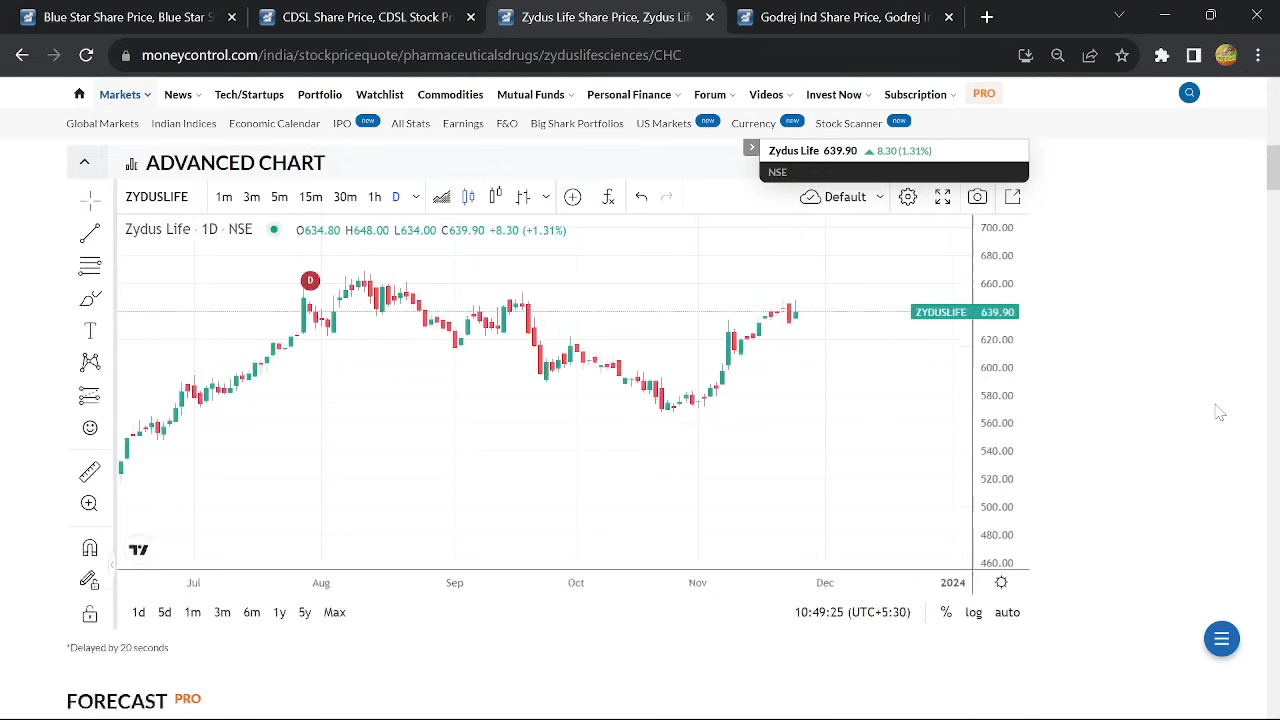 Blue Star S
CDSL Share Price, CDSL Stock P
Zydus Life Share Price, Zydus Life
Godrej Ind Share Price, Godrej In
moneycontrol.com/india/stockpricequote/pharmaceuticalsdrugs/zyduslifesciences/CHC
Markets News Tech/Startups Portfolio Watchlist Commodities Mutual Funds Personal Finance Forum Videos Invest Now Subscription PRO
Global Markets Indian Indices Economic Calendar IPO new All Stats Earnings F&O Big Shark Portfolios US Markets new Currency new Stock Scanner new
ADVANCED CHART
Zydus Life 639.90 ▲ 8.30 (1.31%)
NSE
ZYDUSLIFE 1m 3m 5m 15m 30m 1h D Default
Zydus Life · 1D · NSE O634.80 H648.00 L634.00 C639.90 +8.30 (+1.31%)
D
700.00
680.00
660.00
ZYDUSLIFE 639.90
620.00
600.00
580.00
560.00
540.00
520.00
500.00
480.00
460.00
Jul Aug Sep Oct Nov Dec 2024
1d 5d 1m 3m 6m 1y 5y Max 10:49:25 (UTC+5:30) % log auto
*Delayed by 20 seconds
FORECAST PRO